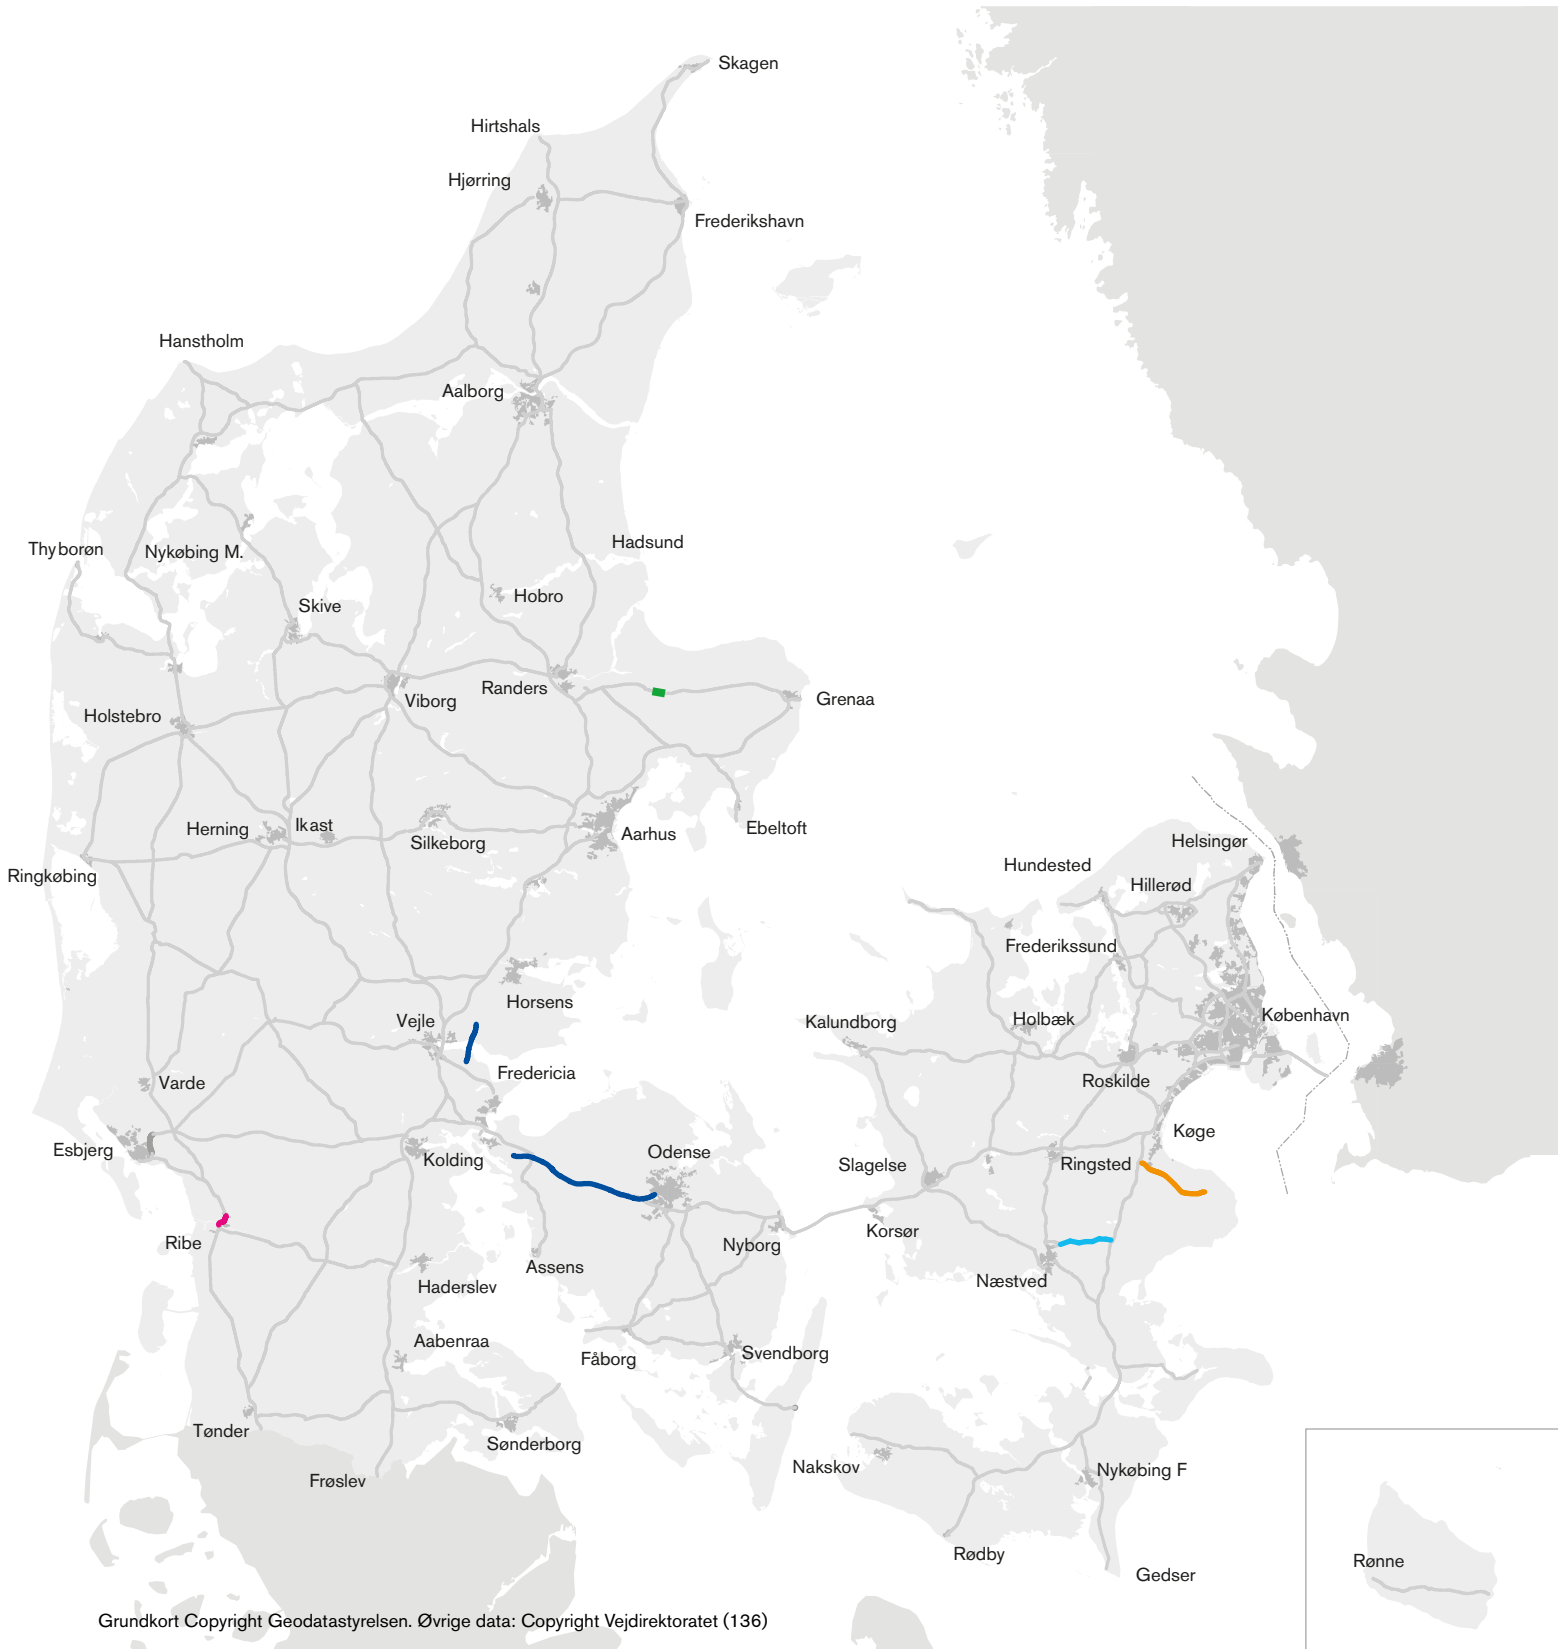 Skagen
Hirtshals
Hjørring
Frederikshavn
Hanstholm
Aalborg
Hadsund
Thyborøn
Nykøbing M.
Hobro
Skive
Randers
Viborg
Grenaa
Holstebro
Ikast
Herning
Silkeborg
Aarhus
Ebeltoft
Helsingør
Hundested
Hillerød
Ringkøbing
Frederikssund
Horsens
Vejle
Kalundborg
Holbæk
København
Fredericia
Varde
Roskilde
Køge
Esbjerg
Kolding
Odense
Slagelse
Ringsted
Ribe
Nyborg
Korsør
Assens
Næstved
Haderslev
Aabenraa
Fåborg
Svendborg
Tønder
Sønderborg
Nakskov
Nykøbing F
Frøslev
Rødby
Rønne
Gedser
Grundkort Copyright Geodatastyrelsen. Øvrige data: Copyright Vejdirektoratet (136)